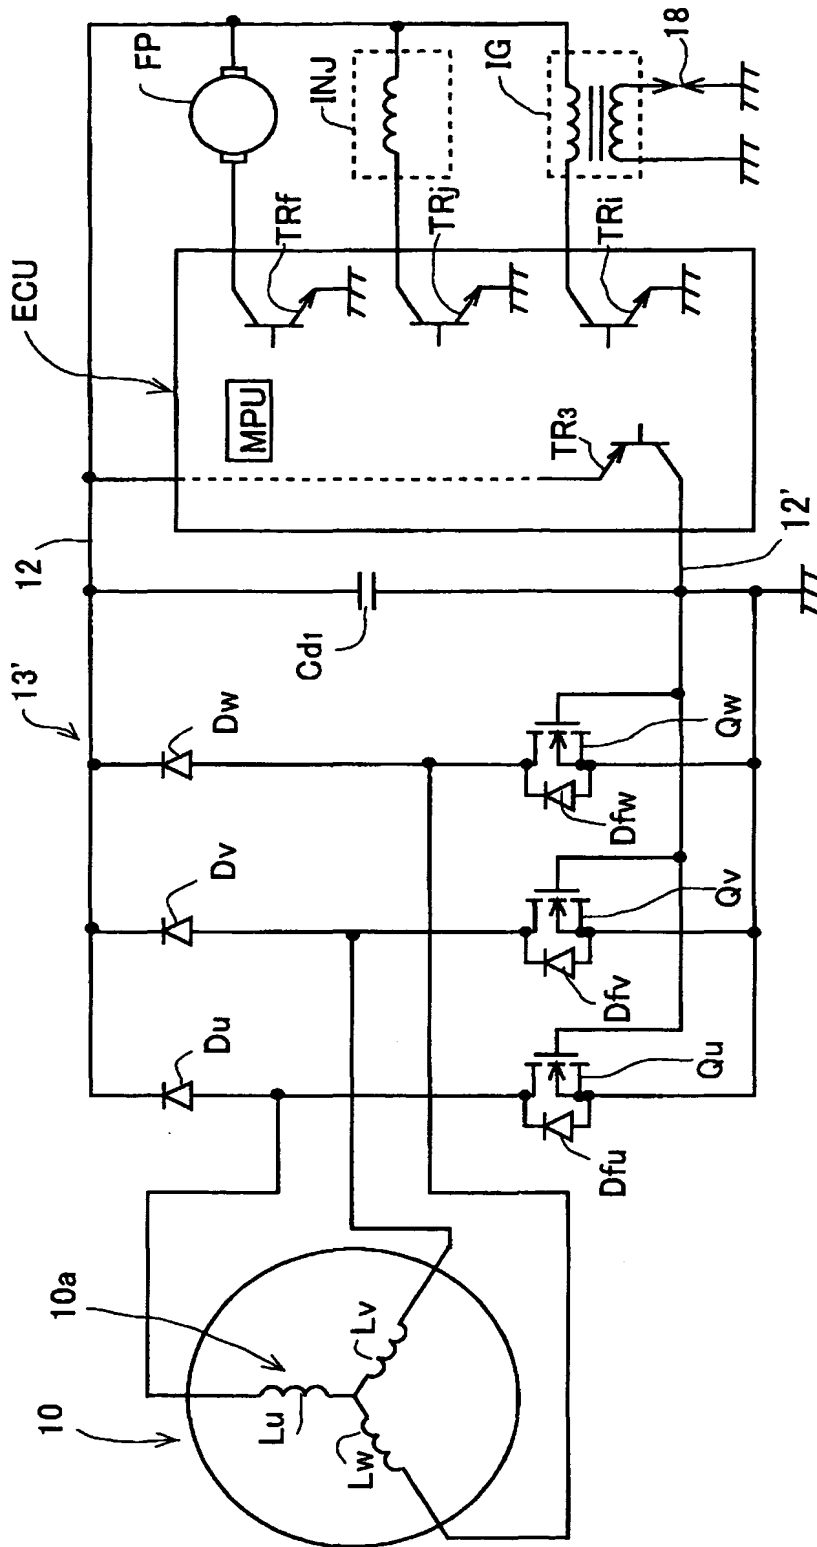 10
10a
Lu
Lv
Lw
13'
12
Du
Dv
Dw
Cd1
Dfu
Dfv
Dfw
Qu
Qv
Qw
12'
ECU
MPU
TR3
TRf
TRj
TRi
FP
INJ
IG
18